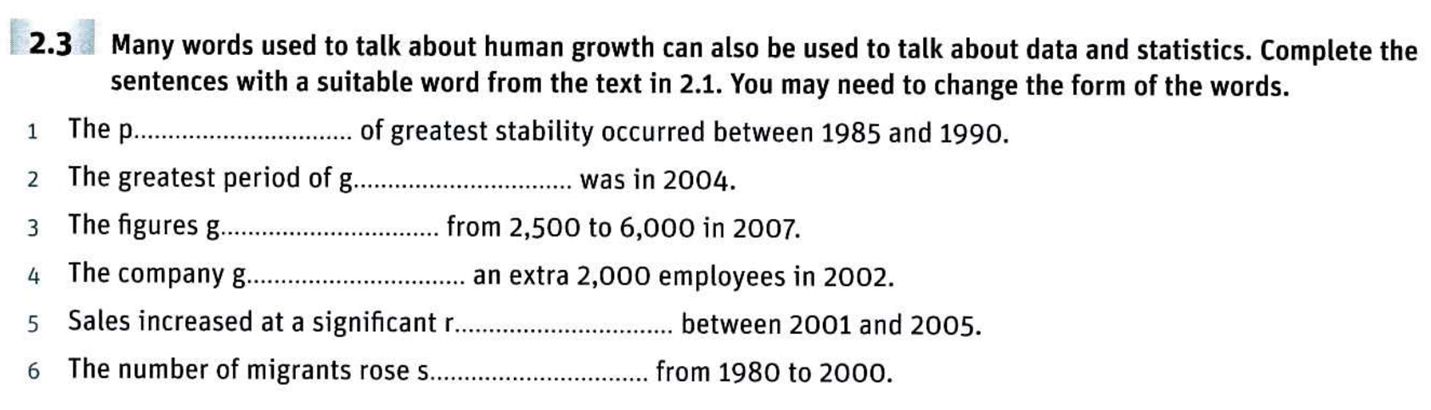 2.3 Many words used to talk about human growth can also be used to talk about data and statistics. Complete the
sentences with a suitable word from the text in 2.1. You may need to change the form of the words.
1 The p............................... of greatest stability occurred between 1985 and 1990.
2 The greatest period of g............................... was in 2004.
3 The figures g............................... from 2,500 to 6,000 in 2007.
4 The company g............................... an extra 2,000 employees in 2002.
5 Sales increased at a significant r............................... between 2001 and 2005.
6 The number of migrants rose s............................... from 1980 to 2000.